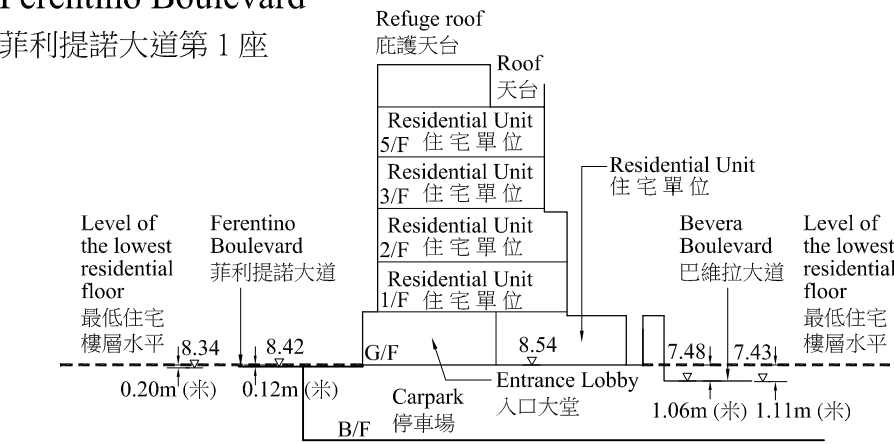 Ferentino Boulevard
菲利提諾大道第 1 座
Refuge roof
庇護天台
Roof
天台
Residential Unit
5/F 住宅單位
Residential Unit
3/F 住宅單位
Residential Unit
2/F 住宅單位
Residential Unit
1/F 住宅單位
Residential Unit
住宅單位
Level of
the lowest
residential
floor
最低住宅
樓層水平
Ferentino
Boulevard
菲利提諾大道
Bevera
Boulevard
巴維拉大道
Level of
the lowest
residential
floor
最低住宅
樓層水平
8.34
8.42
G/F
8.54
7.48
7.43
0.20m (米)
0.12m (米)
Carpark
停車場
Entrance Lobby
入口大堂
1.06m (米)
1.11m (米)
B/F